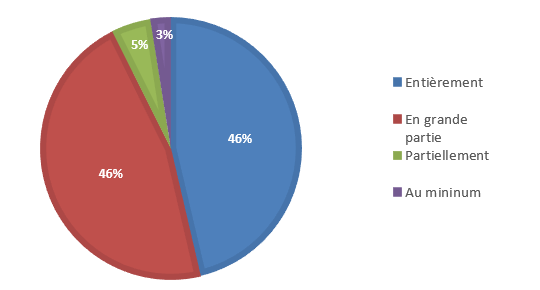 3%
5%
46%
46%
Entièrement
En grande
partie
Partiellement
Au mininum